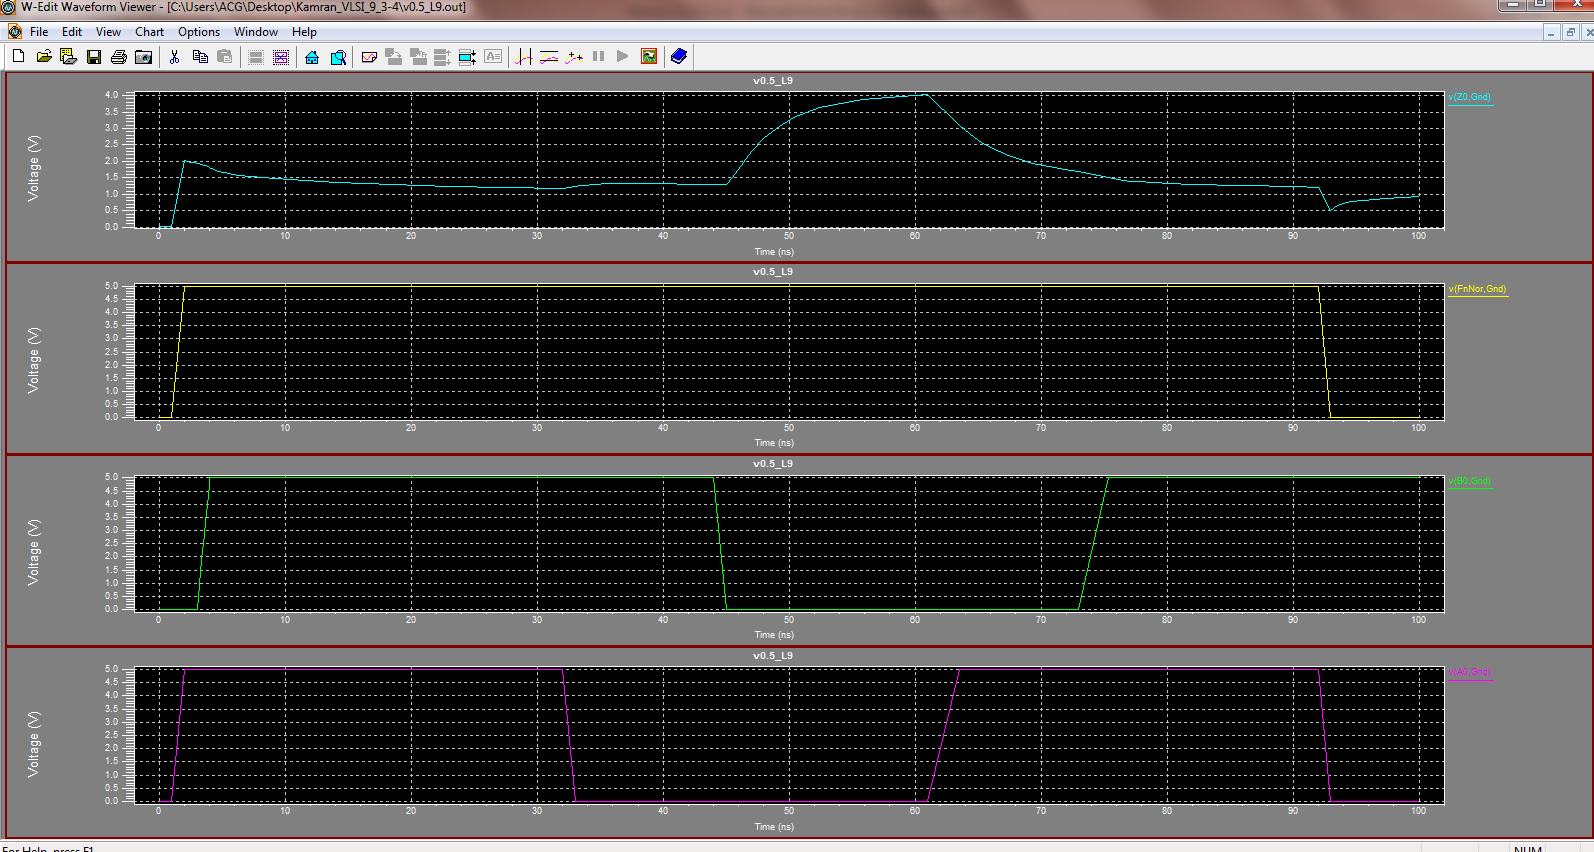 W-Edit Waveform Viewer - [C:\Users\ACG\Desktop\Kamran_VLSI_9_3-4\v0.5_L9.out]
File Edit View Chart Options Window Help
v0.5_L9
v(Z0,Gnd)
Voltage (V)
4.0
3.5
3.0
2.5
2.0
1.5
1.0
0.5
0.0
0 10 20 30 40 50 60 70 80 90 100
Time (ns)
v0.5_L9
v(FnNor,Gnd)
Voltage (V)
5.0
4.5
4.0
3.5
3.0
2.5
2.0
1.5
1.0
0.5
0.0
0 10 20 30 40 50 60 70 80 90 100
Time (ns)
v0.5_L9
v(B0,Gnd)
Voltage (V)
5.0
4.5
4.0
3.5
3.0
2.5
2.0
1.5
1.0
0.5
0.0
0 10 20 30 40 50 60 70 80 90 100
Time (ns)
v0.5_L9
v(A0,Gnd)
Voltage (V)
5.0
4.5
4.0
3.5
3.0
2.5
2.0
1.5
1.0
0.5
0.0
0 10 20 30 40 50 60 70 80 90 100
Time (ns)
For Help, press F1
NUM